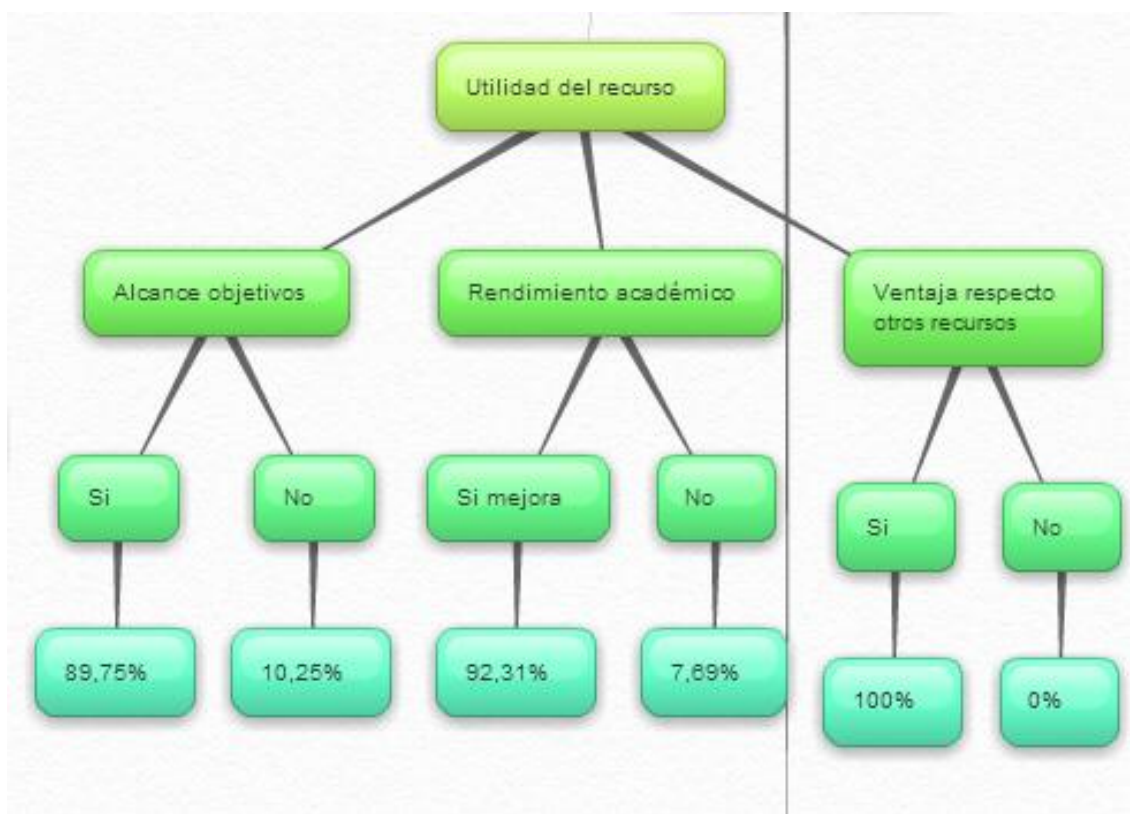 Utilidad del recurso
Alcance objetivos
Rendimiento académico
Ventaja respecto
otros recursos
Si
No
Si mejora
No
Si
No
89,75%
10,25%
92,31%
7,69%
100%
0%